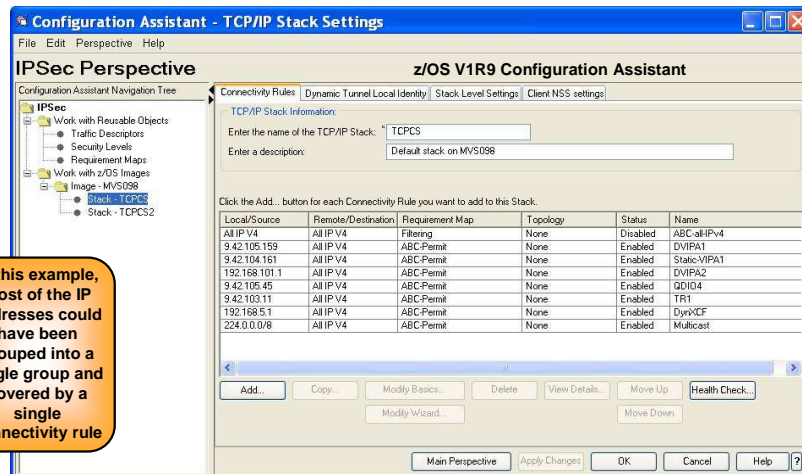 Configuration Assistant - TCP/IP Stack Settings
File Edit Perspective Help
IPSec Perspective
z/OS V1R9 Configuration Assistant
Configuration Assistant Navigation Tree
IPSec
Work with Reusable Objects
Traffic Descriptors
Security Levels
Requirement Maps
Work with z/OS Images
Image - MVS098
Stack - TCPCS
Stack - TCPCS2
his example,
ost of the IP
dresses could
have been
ouped into a
gle group and
overed by a
single
nnectivity rule
Connectivity Rules Dynamic Tunnel Local Identity Stack Level Settings Client NSS settings
TCP/IP Stack Information:
Enter the name of the TCP/IP Stack: * TCPCS
Enter a description: Default stack on MVS098
Click the Add... button for each Connectivity Rule you want to add to this Stack.
Local/Source Remote/Destination Requirement Map Topology Status Name
All IP V4 All IP V4 Filtering None Disabled ABC-all-IPv4
9.42.105.159 All IP V4 ABC-Permit None Enabled DVIPA1
9.42.104.161 All IP V4 ABC-Permit None Enabled Static-VIPA1
192.168.101.1 All IP V4 ABC-Permit None Enabled DVIPA2
9.42.105.45 All IP V4 ABC-Permit None Enabled QDIO4
9.42.103.11 All IP V4 ABC-Permit None Enabled TR1
192.168.5.1 All IP V4 ABC-Permit None Enabled DynXCF
224.0.0.0/8 All IP V4 ABC-Permit None Enabled Multicast
Add... Copy... Modify Basics... Delete View Details... Move Up Health Check...
Modify Wizard... Move Down
Main Perspective Apply Changes OK Cancel Help ?